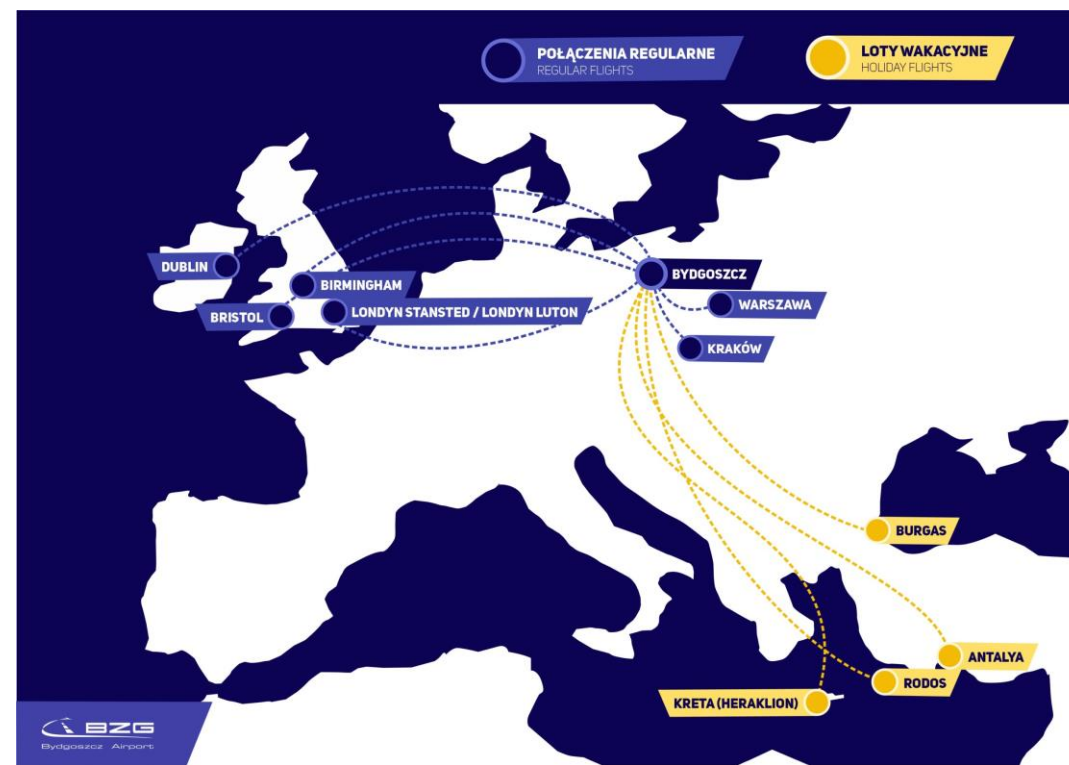 POŁĄCZENIA REGULARNE
REGULAR FLIGHTS
LOTY WAKACYJNE
HOLIDAY FLIGHTS
DUBLIN
BIRMINGHAM
BRISTOL
LONDYN STANSTED / LONDYN LUTON
BYDGOSZCZ
WARSZAWA
KRAKÓW
BURGAS
ANTALYA
RODOS
KRETA (HERAKLION)
BZG
Bydgoszcz Airport